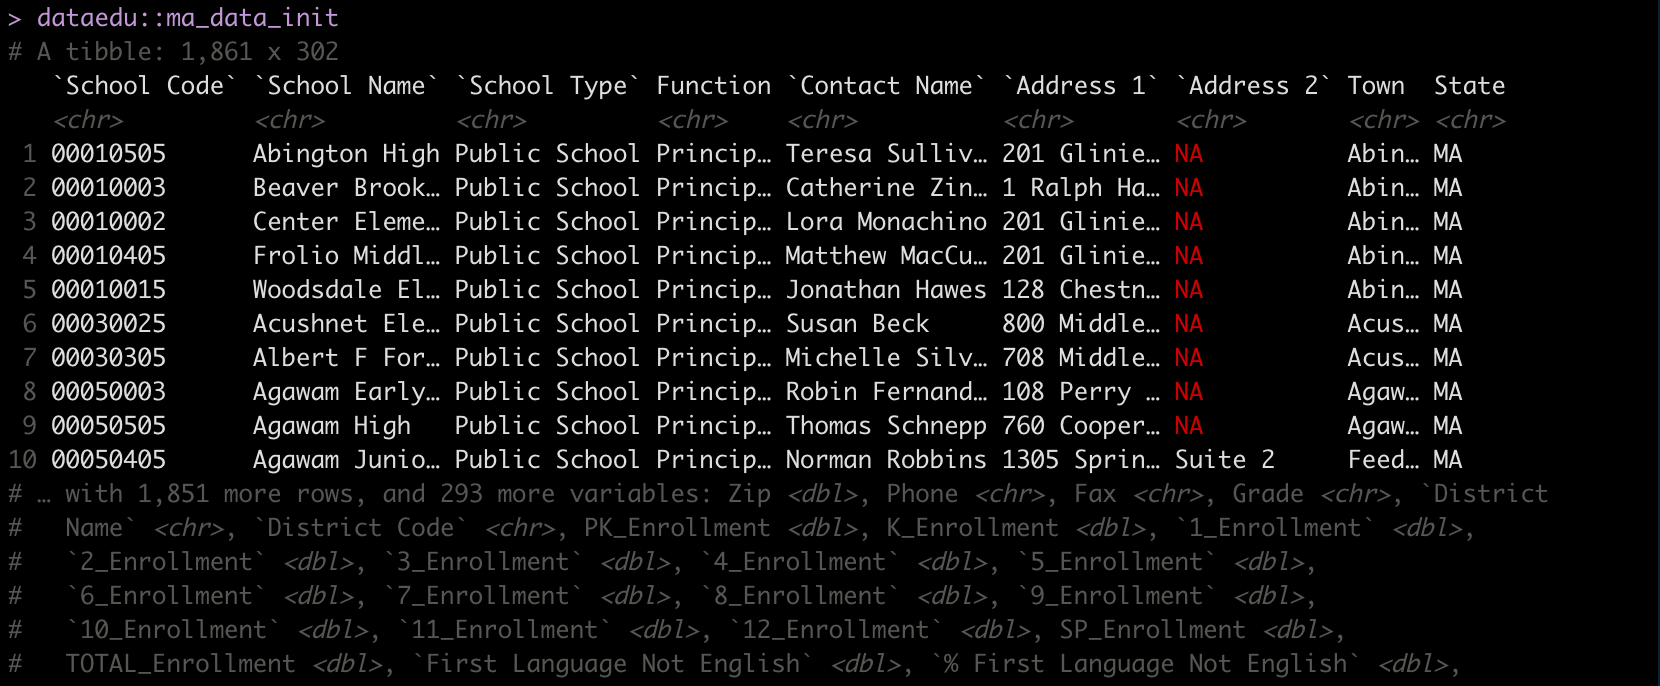 > dataedu::ma_data_init
# A tibble: 1,861 x 302
`School Code` `School Name` `School Type` Function `Contact Name` `Address 1` `Address 2` Town State
<chr> <chr> <chr> <chr> <chr> <chr> <chr> <chr> <chr>
1 00010505 Abington High Public School Princip… Teresa Sulliv… 201 Glinie… NA Abin… MA
2 00010003 Beaver Brook… Public School Princip… Catherine Zin… 1 Ralph Ha… NA Abin… MA
3 00010002 Center Eleme… Public School Princip… Lora Monachino 201 Glinie… NA Abin… MA
4 00010405 Frolio Middl… Public School Princip… Matthew MacCu… 201 Glinie… NA Abin… MA
5 00010015 Woodsdale El… Public School Princip… Jonathan Hawes 128 Chestn… NA Abin… MA
6 00030025 Acushnet Ele… Public School Princip… Susan Beck 800 Middle… NA Acus… MA
7 00030305 Albert F For… Public School Princip… Michelle Silv… 708 Middle… NA Acus… MA
8 00050003 Agawam Early… Public School Princip… Robin Fernand… 108 Perry … NA Agaw… MA
9 00050505 Agawam High Public School Princip… Thomas Schnepp 760 Cooper… NA Agaw… MA
10 00050405 Agawam Junio… Public School Princip… Norman Robbins 1305 Sprin… Suite 2 Feed… MA
# … with 1,851 more rows, and 293 more variables: Zip <dbl>, Phone <chr>, Fax <chr>, Grade <chr>, `District
# Name` <chr>, `District Code` <chr>, PK_Enrollment <dbl>, K_Enrollment <dbl>, `1_Enrollment` <dbl>,
# `2_Enrollment` <dbl>, `3_Enrollment` <dbl>, `4_Enrollment` <dbl>, `5_Enrollment` <dbl>,
# `6_Enrollment` <dbl>, `7_Enrollment` <dbl>, `8_Enrollment` <dbl>, `9_Enrollment` <dbl>,
# `10_Enrollment` <dbl>, `11_Enrollment` <dbl>, `12_Enrollment` <dbl>, SP_Enrollment <dbl>,
# TOTAL_Enrollment <dbl>, `First Language Not English` <dbl>, `% First Language Not English` <dbl>,